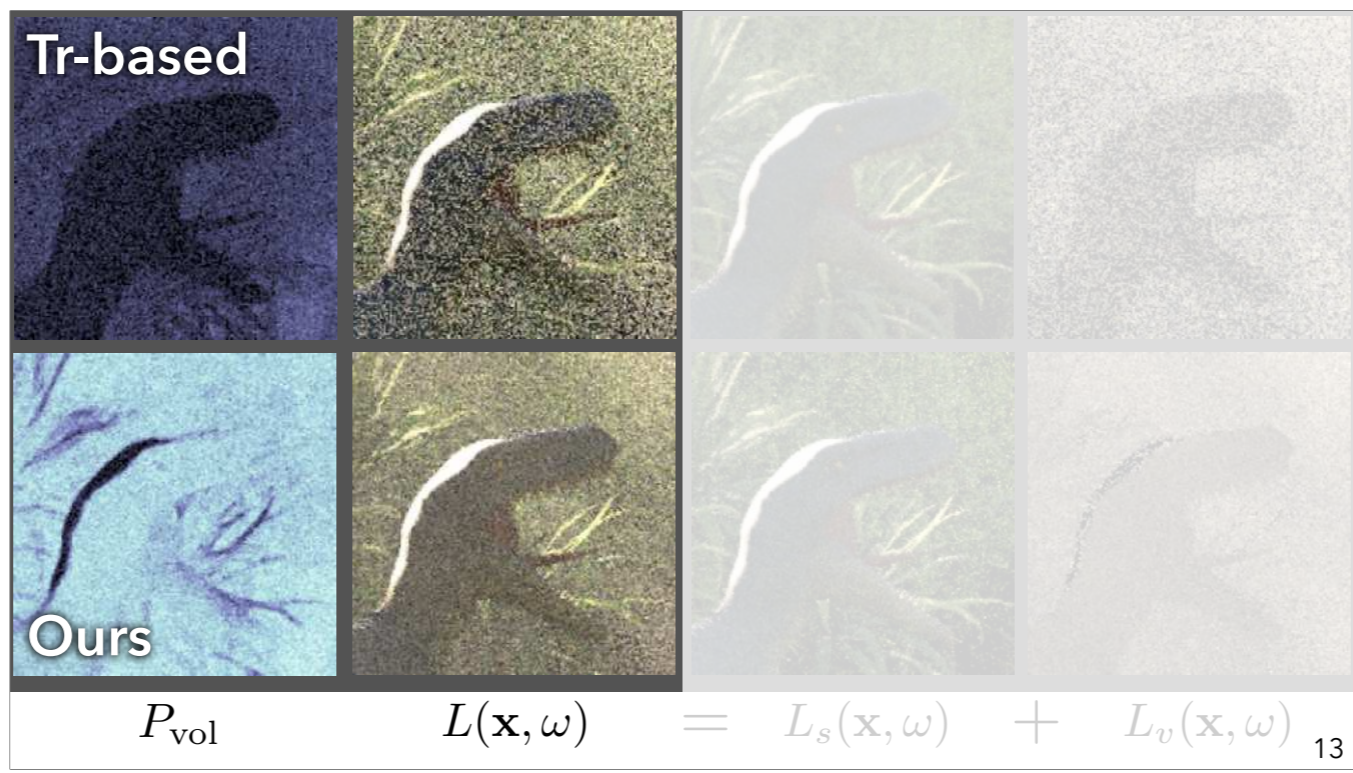 Tr-based
Ours
P_vol L(x, ω) = L_s(x, ω) + L_v(x, ω)
13